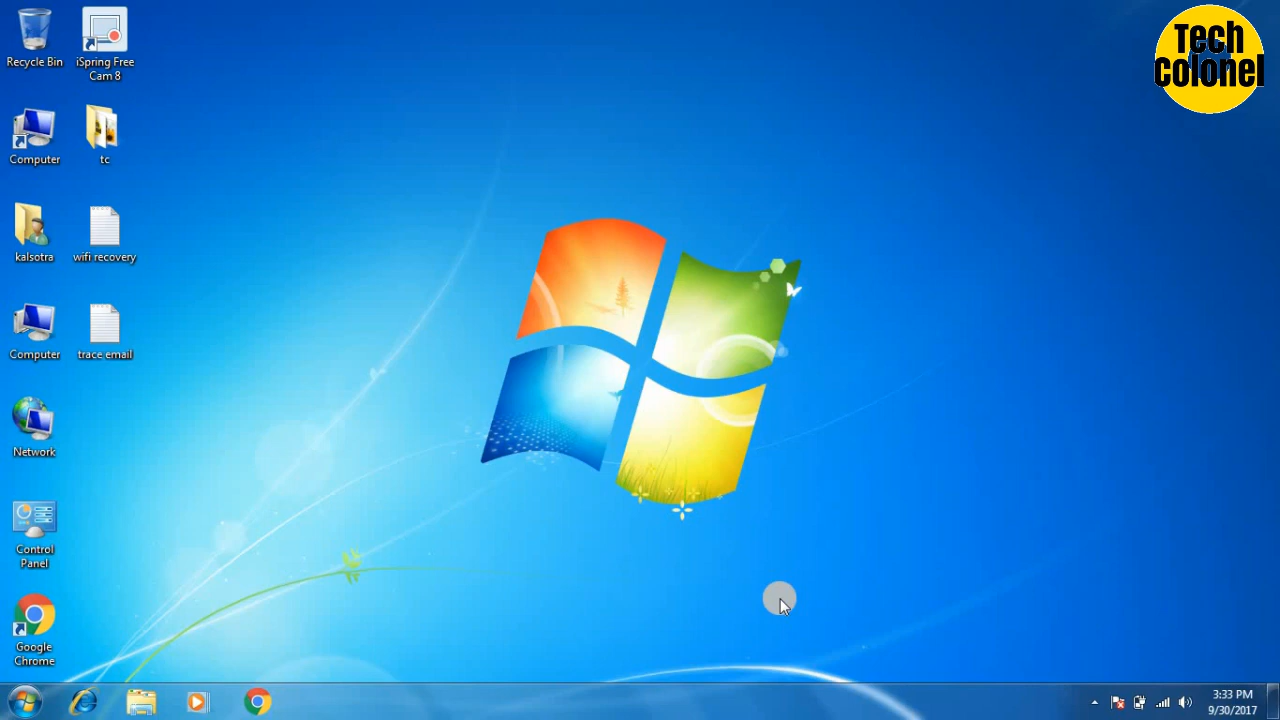 Recycle Bin
iSpring Free
Cam 8
Tech
colonel
Computer
tc
kalsotra
wifi recovery
Computer
trace email
Network
Control
Panel
Google
Chrome
3:33 PM
9/30/2017